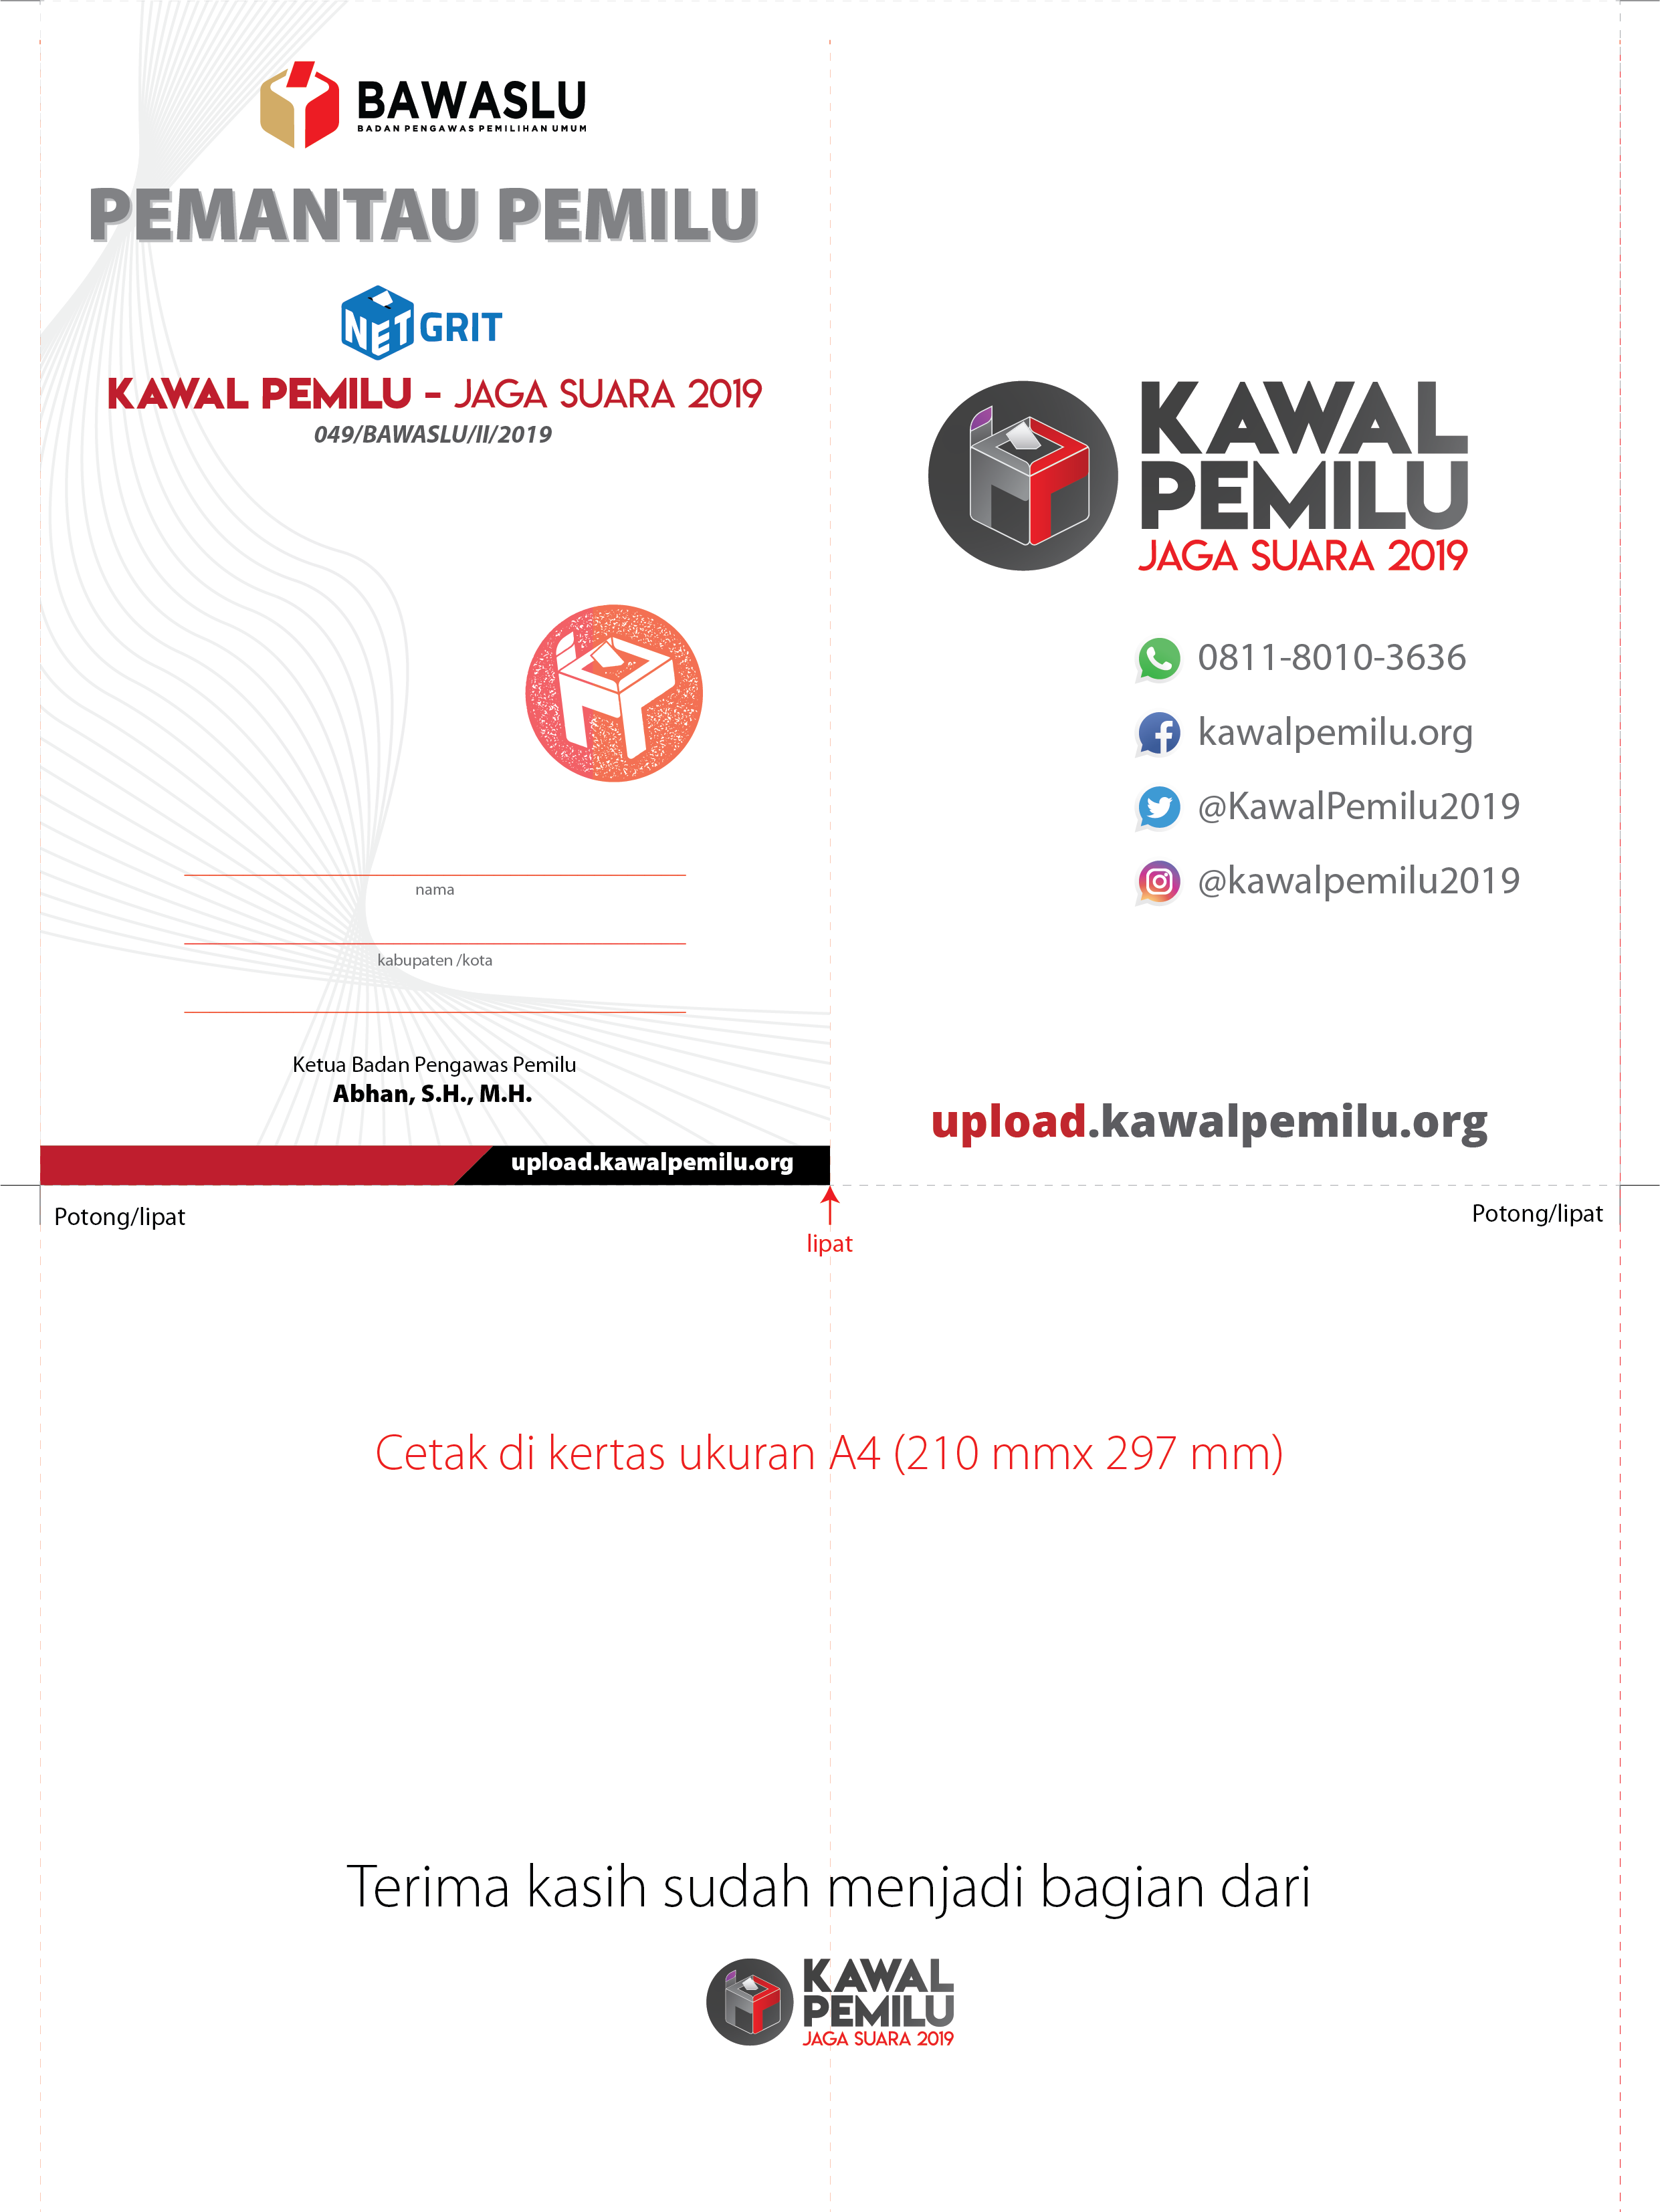 BAWASLU
BADAN PENGAWAS PEMILIHAN UMUM
PEMANTAU PEMILU
NETGRIT
KAWAL PEMILU - JAGA SUARA 2019
049/BAWASLU/II/2019
nama
kabupaten /kota
Ketua Badan Pengawas Pemilu
Abhan, S.H., M.H.
upload.kawalpemilu.org
KAWAL
PEMILU
JAGA SUARA 2019
0811-8010-3636
kawalpemilu.org
@KawalPemilu2019
@kawalpemilu2019
upload.kawalpemilu.org
Potong/lipat
lipat
Potong/lipat
Cetak di kertas ukuran A4 (210 mmx 297 mm)
Terima kasih sudah menjadi bagian dari
KAWAL
PEMILU
JAGA SUARA 2019